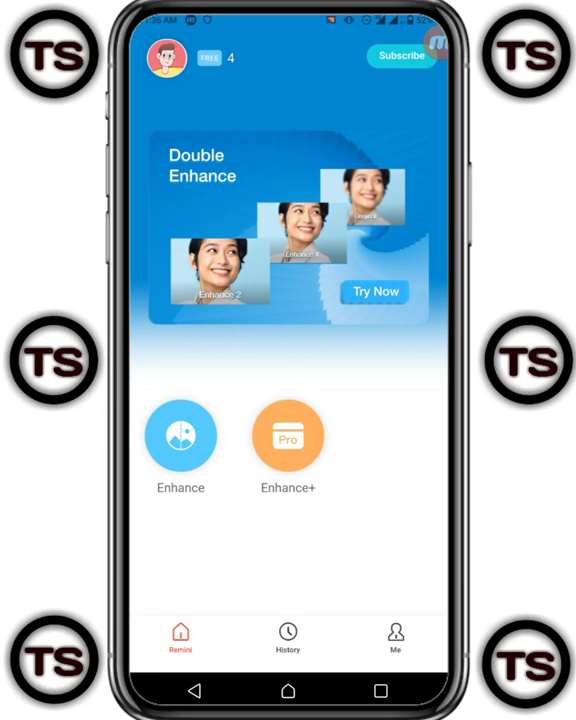 TS
TS
1:36 AM
52%
FREE 4
Subscribe
Double
Enhance
Original
Enhance 1
Enhance 2
Try Now
TS
TS
Pro
Enhance
Enhance+
TS
TS
Remini
History
Me